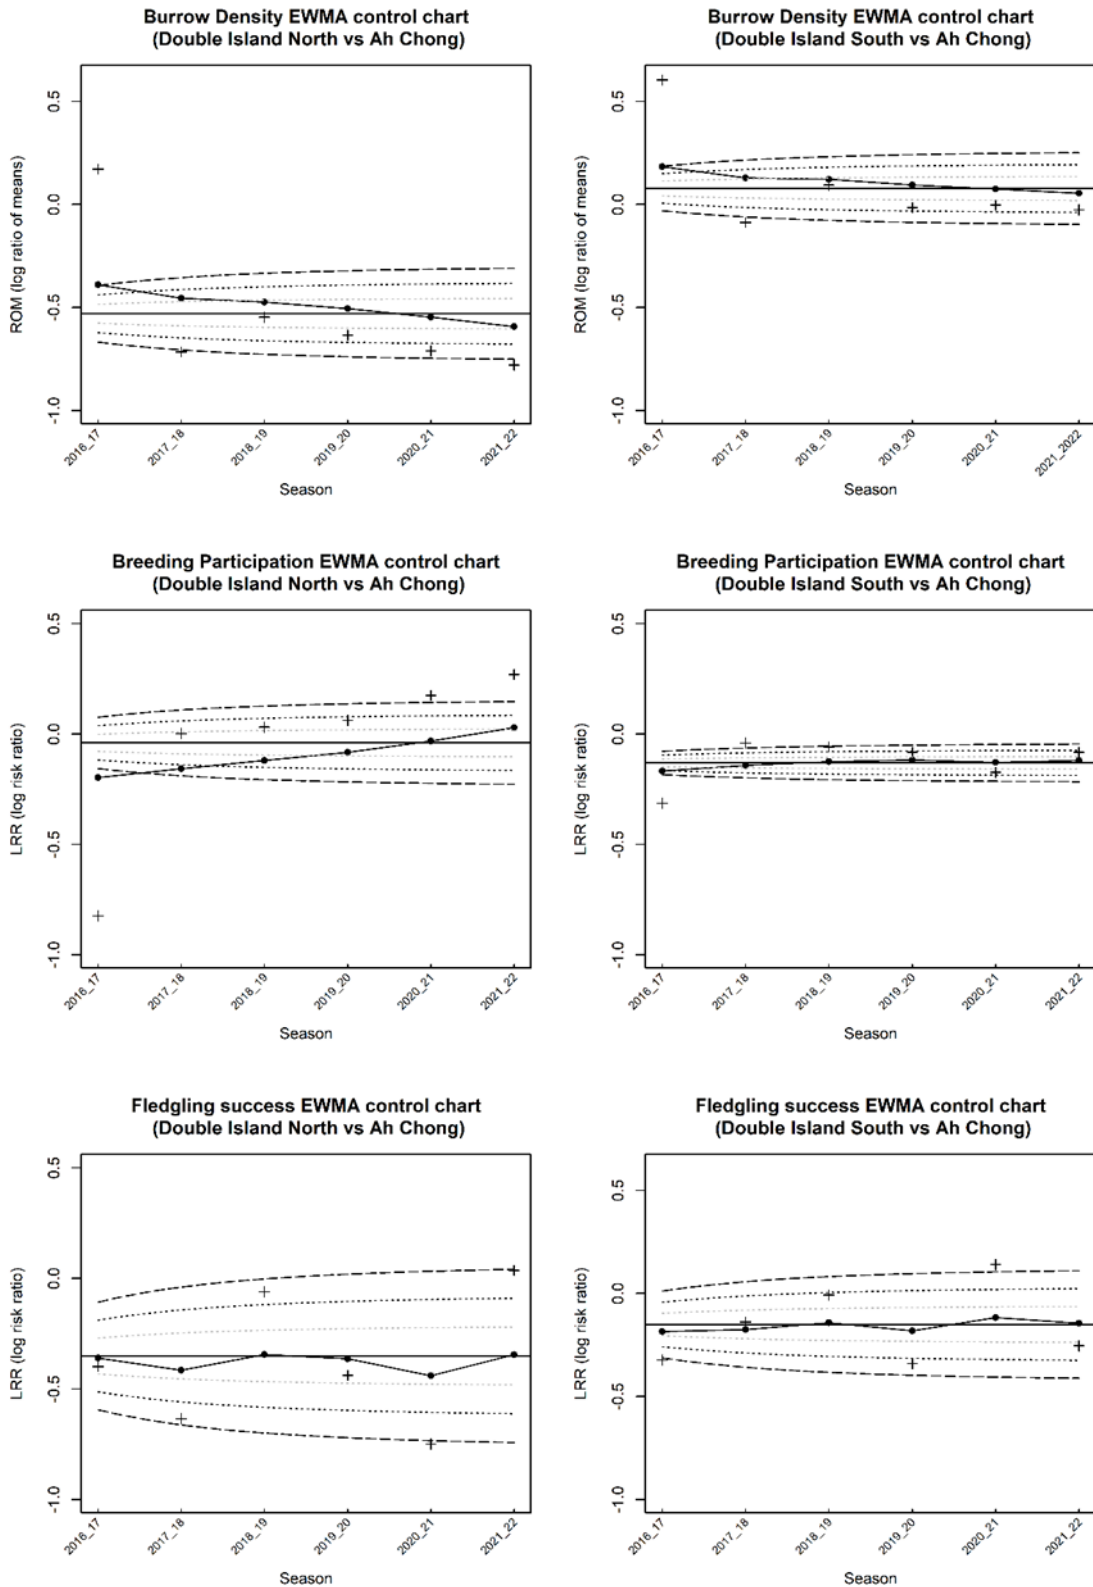 Burrow Density EWMA control chart
(Double Island North vs Ah Chong)
ROM (log ratio of means)
0.5
0.0
-0.5
-1.0
2016_17
2017_18
2018_19
2019_20
2020_21
2021_22
Season
Burrow Density EWMA control chart
(Double Island South vs Ah Chong)
ROM (log ratio of means)
0.5
0.0
-0.5
-1.0
2016_17
2017_18
2018_19
2019_20
2020_21
2021_2022
Season
Breeding Participation EWMA control chart
(Double Island North vs Ah Chong)
LRR (log risk ratio)
0.5
0.0
-0.5
-1.0
2016_17
2017_18
2018_19
2019_20
2020_21
2021_22
Season
Breeding Participation EWMA control chart
(Double Island South vs Ah Chong)
LRR (log risk ratio)
0.5
0.0
-0.5
-1.0
2016_17
2017_18
2018_19
2019_20
2020_21
2021_22
Season
Fledgling success EWMA control chart
(Double Island North vs Ah Chong)
LRR (log risk ratio)
0.5
0.0
-0.5
-1.0
2016_17
2017_18
2018_19
2019_20
2020_21
2021_22
Season
Fledgling success EWMA control chart
(Double Island South vs Ah Chong)
LRR (log risk ratio)
0.5
0.0
-0.5
-1.0
2016_17
2017_18
2018_19
2019_20
2020_21
2021_22
Season